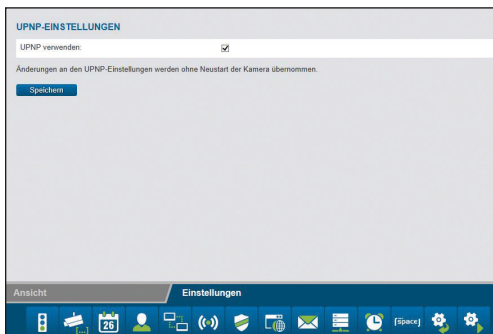 UPNP-EINSTELLUNGEN
UPNP verwenden:
Änderungen an den UPNP-Einstellungen werden ohne Neustart der Kamera übernommen.
Speichern
Ansicht
Einstellungen
[...]
26
[space]